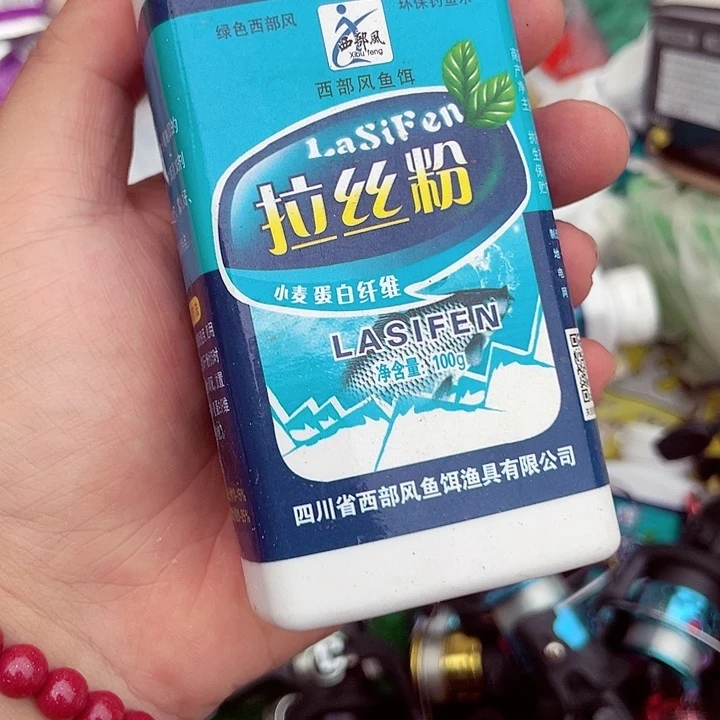 绿色西部风
环保钓鱼乐
西部风
Xibu feng
西部风鱼饵
LaSiFen
拉丝粉
小麦蛋白纤维
LASIFEN
净含量: 100g
四川省西部风鱼饵渔具有限公司